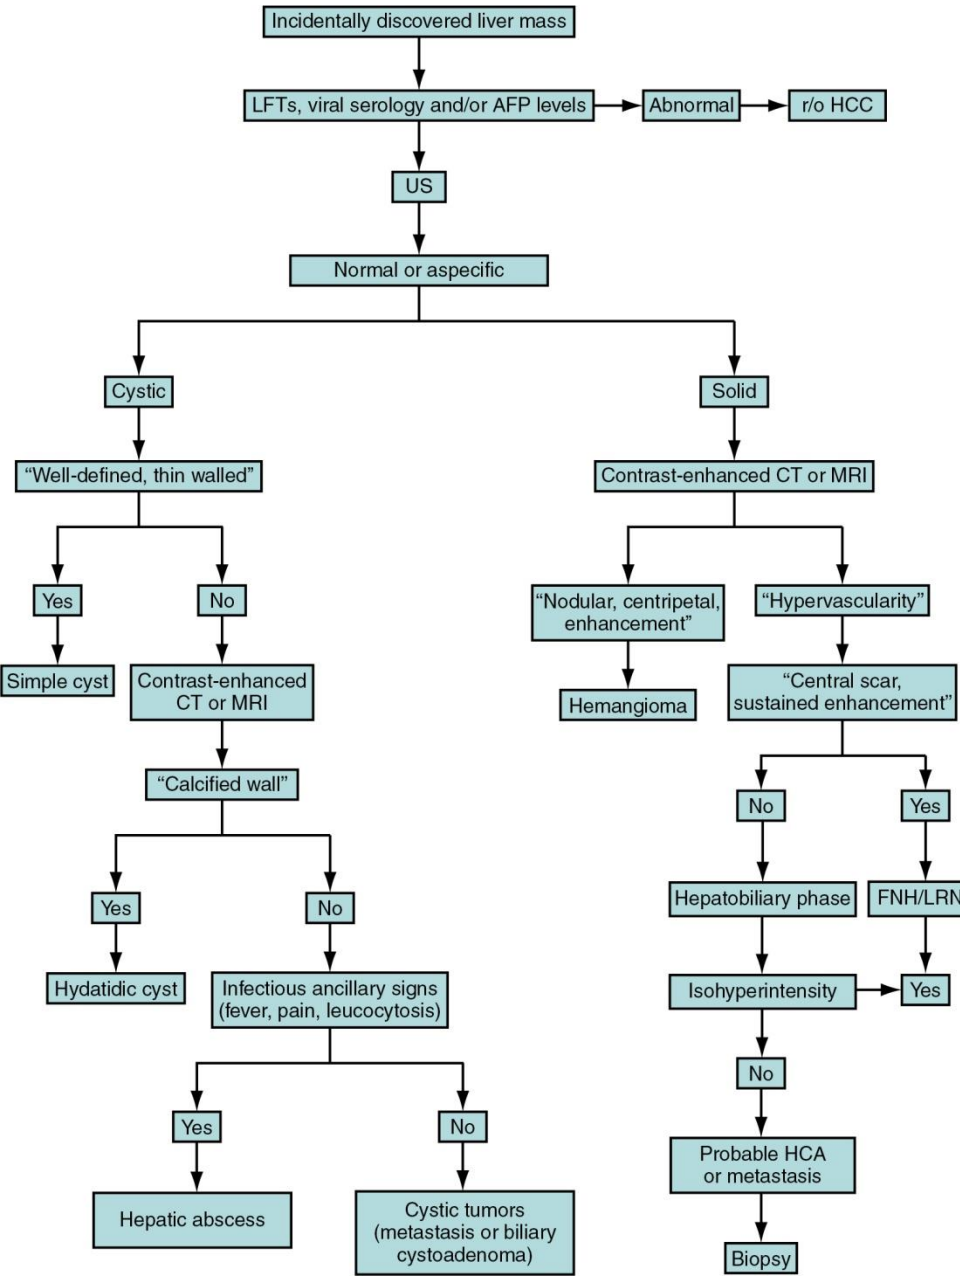 Incidentally discovered liver mass
LFTs, viral serology and/or AFP levels
Abnormal
r/o HCC
US
Normal or aspecific
Cystic
Solid
“Well-defined, thin walled”
Contrast-enhanced CT or MRI
Yes
No
“Nodular, centripetal,
enhancement”
“Hypervascularity”
Simple cyst
Contrast-enhanced
CT or MRI
Hemangioma
“Central scar,
sustained enhancement”
“Calcified wall”
No
Yes
Yes
No
Hepatobiliary phase
FNH/LRN
Hydatidic cyst
Infectious ancillary signs
(fever, pain, leucocytosis)
Isohyperintensity
Yes
No
Yes
No
Probable HCA
or metastasis
Hepatic abscess
Cystic tumors
(metastasis or biliary
cystoadenoma)
Biopsy